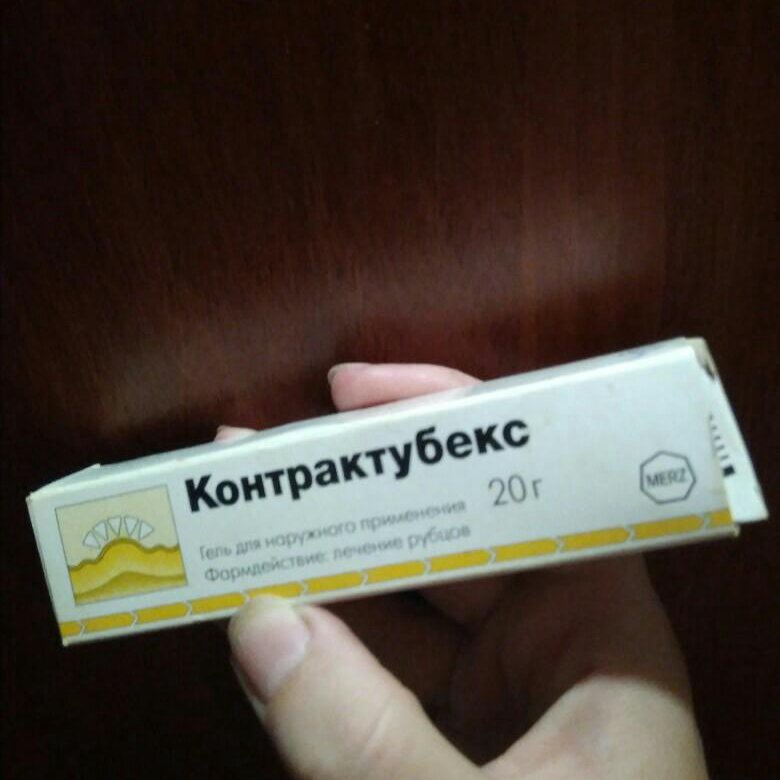 Контрактубекс
20 г
MERZ
Гель для наружного применения
Формдействие: лечение рубцов